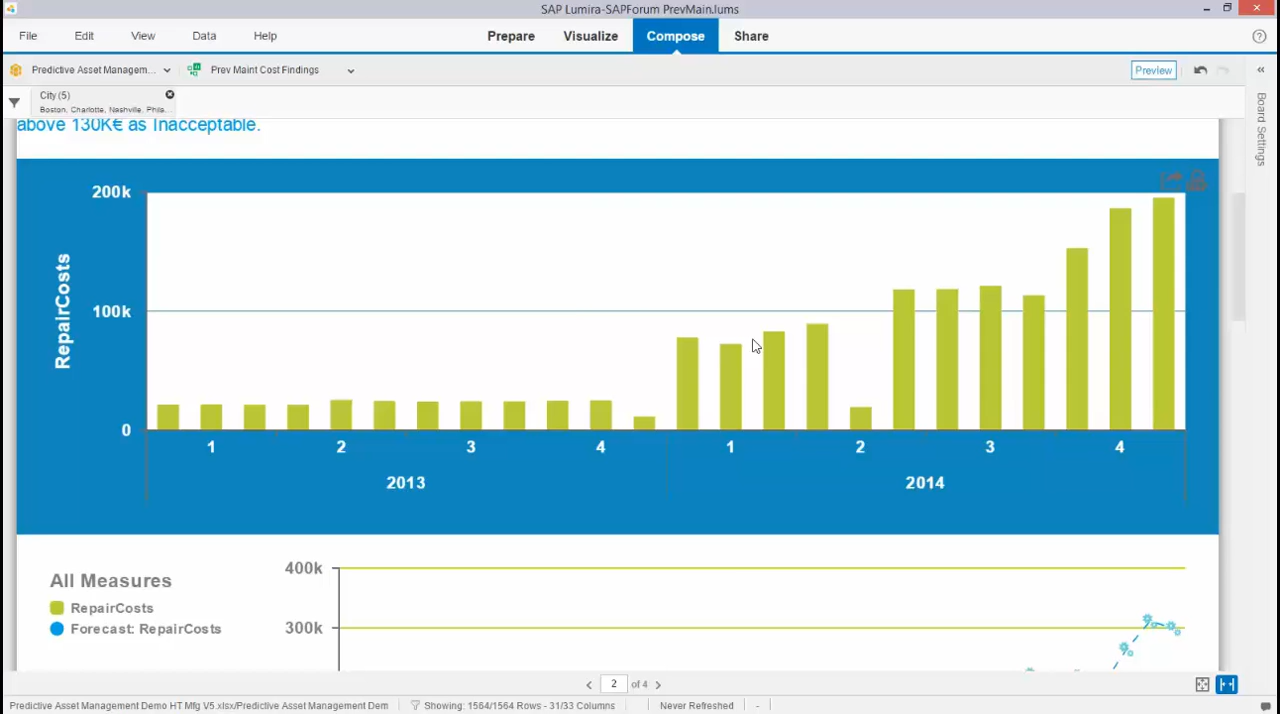 SAP Lumira-SAPForum PrevMain.lums
File Edit View Data Help Prepare Visualize Compose Share
Predictive Asset Managem... Prev Maint Cost Findings Preview
City (5)
Boston, Charlotte, Nashville, Phila...
Board Settings
above 130K€ as Inacceptable.
200k
100k
0
RepairCosts
1 2 3 4 1 2 3 4
2013 2014
All Measures
RepairCosts
Forecast: RepairCosts
400k
300k
2 of 4
Predictive Asset Management Demo HT Mfg V5.xlsx/Predictive Asset Management Dem Showing: 1564/1564 Rows - 31/33 Columns Never Refreshed -